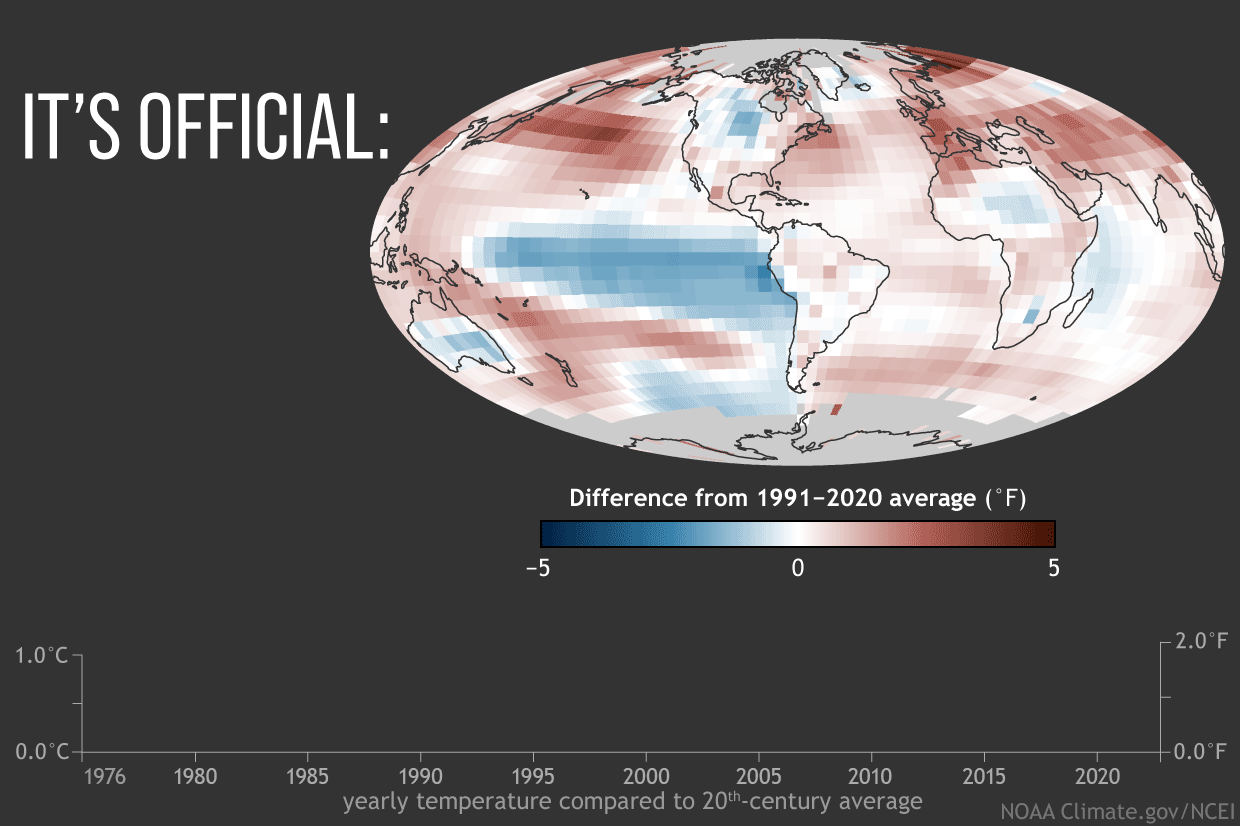 IT'S OFFICIAL:
Difference from 1991–2020 average (°F)
−5 0 5
1.0°C 2.0°F
0.0°C 0.0°F
1976 1980 1985 1990 1995 2000 2005 2010 2015 2020
yearly temperature compared to 20th-century average
NOAA Climate.gov/NCEI